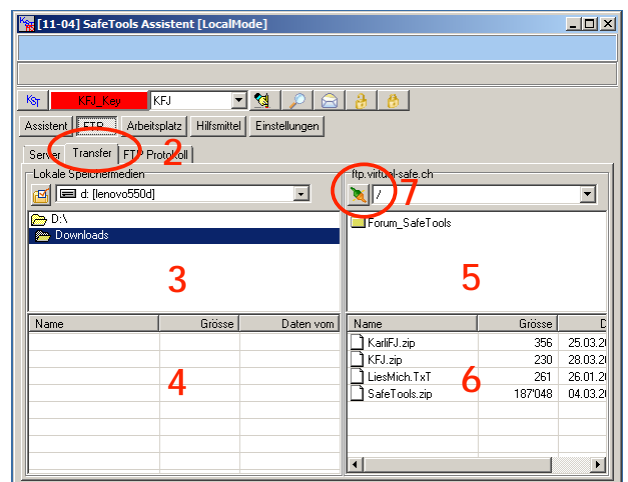 [11-04] SafeTools Assistent [LocalMode]
KST KFJ_Key KFJ
Assistent FTP Arbeitsplatz Hilfsmittel Einstellungen
Server Transfer FTP Protokoll 2
Lokale Speichermedien
ftp.virtual-safe.ch
d: [lenovo550d]
/ 7
D:\
Downloads
3
Forum_SafeTools
5
Name Grösse Daten vom
4
Name Grösse D
KarliFJ.zip 356 25.03.20
KFJ.zip 230 28.03.20
LiesMich.TxT 261 26.01.20
SafeTools.zip 187'048 04.03.20
6